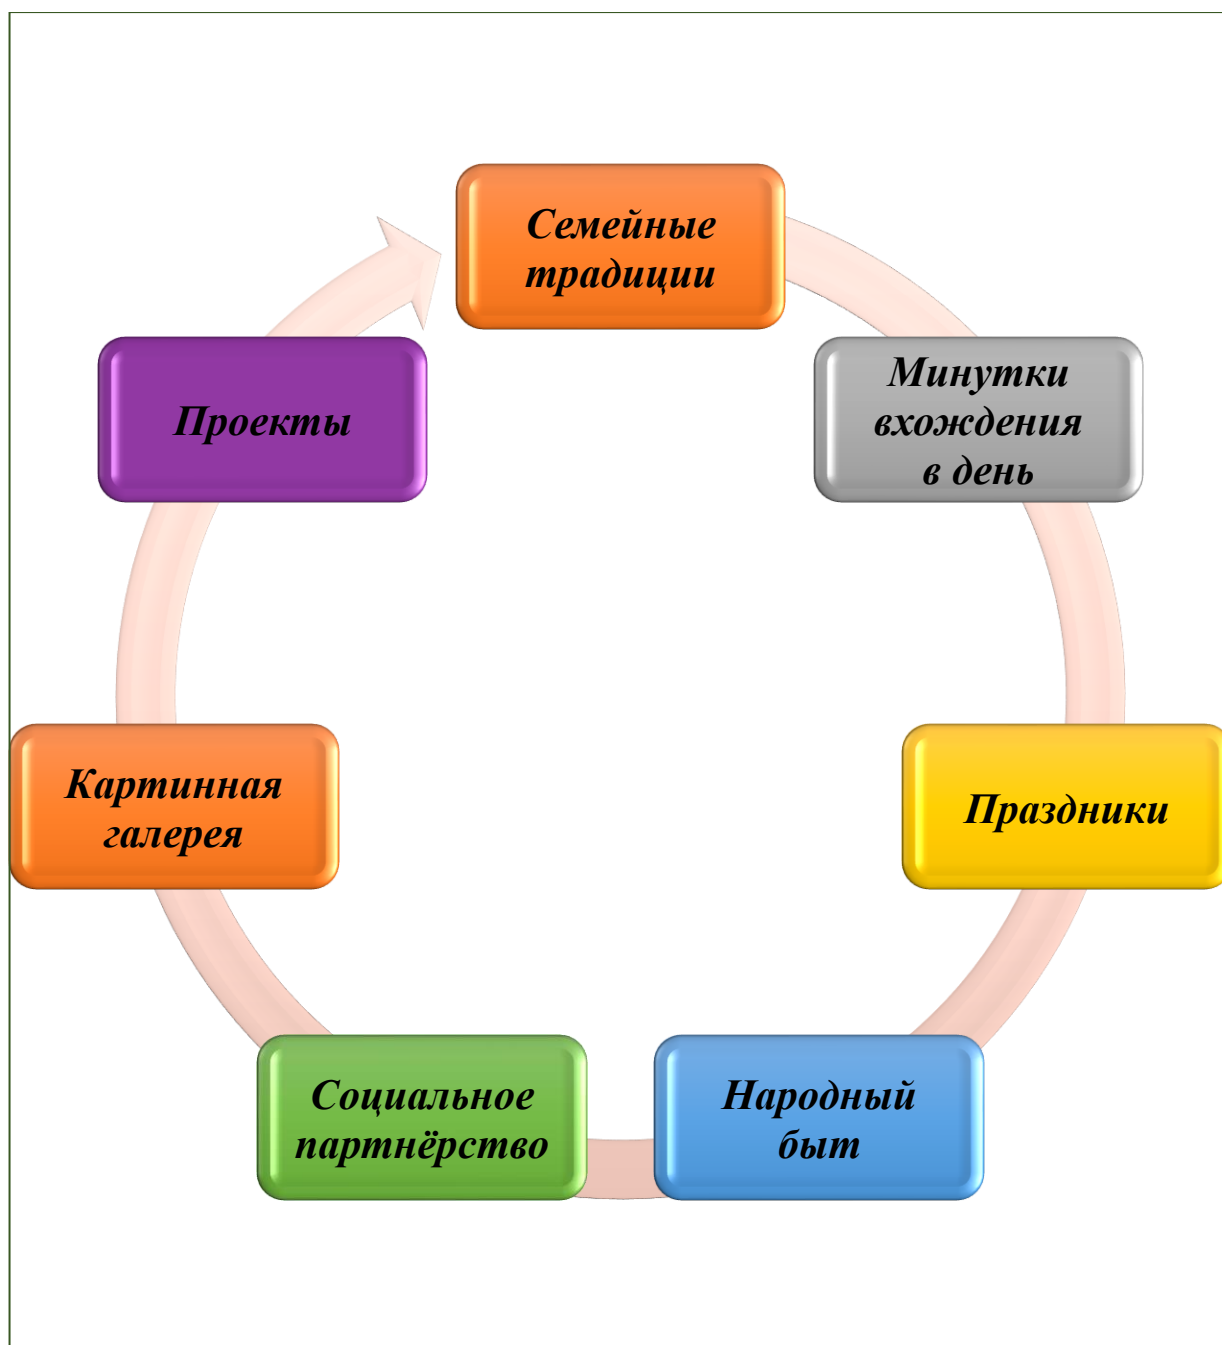 Семейные
традиции
Минутки
вхождения
в день
Праздники
Народный
быт
Социальное
партнёрство
Картинная
галерея
Проекты